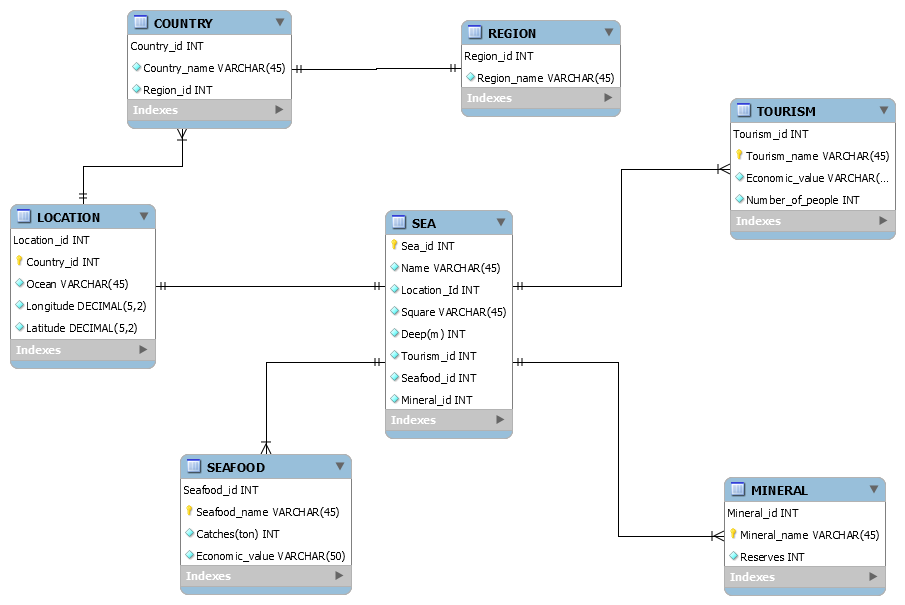 COUNTRY
Country_id INT
Country_name VARCHAR(45)
Region_id INT
Indexes
REGION
Region_id INT
Region_name VARCHAR(45)
Indexes
TOURISM
Tourism_id INT
Tourism_name VARCHAR(45)
Economic_value VARCHAR(...
Number_of_people INT
Indexes
LOCATION
Location_id INT
Country_id INT
Ocean VARCHAR(45)
Longitude DECIMAL(5,2)
Latitude DECIMAL(5,2)
Indexes
SEA
Sea_id INT
Name VARCHAR(45)
Location_Id INT
Square VARCHAR(45)
Deep(m) INT
Tourism_id INT
Seafood_id INT
Mineral_id INT
Indexes
SEAFOOD
Seafood_id INT
Seafood_name VARCHAR(45)
Catches(ton) INT
Economic_value VARCHAR(50)
Indexes
MINERAL
Mineral_id INT
Mineral_name VARCHAR(45)
Reserves INT
Indexes